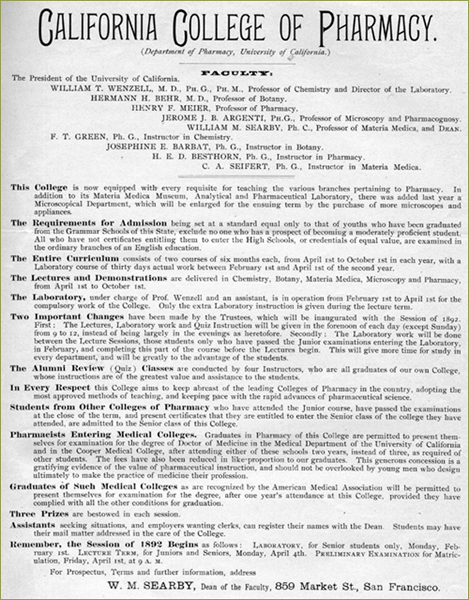 CALIFORNIA COLLEGE OF PHARMACY.
(Department of Pharmacy, University of California.)
FACULTY:
The President of the University of California.
WILLIAM T. WENZELL, M. D., PH. G., PH. M., Professor of Chemistry and Director of the Laboratory.
HERMANN H. BEHR, M. D., Professor of Botany.
HENRY F. MEIER, Professor of Pharmacy.
JEROME J. B. ARGENTI, PH. G., Professor of Microscopy and Pharmacognosy.
WILLIAM M. SEARBY, PH. C., Professor of Materia Medica, and DEAN.
F. T. GREEN, PH. G., Instructor in Chemistry.
JOSEPHINE E. BARBAT, PH. G., Instructor in Botany.
H. E. D. BESTHORN, PH. G., Instructor in Pharmacy.
C. A. SEIFERT, PH. G., Instructor in Materia Medica.
This College is now equipped with every requisite for teaching the various branches pertaining to Pharmacy. In
addition to its Materia Medica Museum, Analytical and Pharmaceutical Laboratory, there was added last year a
Microscopical Department, which will be enlarged for the ensuing term by the purchase of more microscopes and
appliances.
The Requirements for Admission being set at a standard equal only to that of youths who have been graduated
from the Grammar Schools of this State, exclude no one who has a prospect of becoming a moderately proficient student.
All who have not certificates entitling them to enter the High Schools, or credentials of equal value, are examined in
the ordinary branches of an English education.
The Entire Curriculum consists of two courses of six months each, from April 1st to October 1st in each year, with a
Laboratory course of thirty days actual work between February 1st and April 1st of the second year.
The Lectures and Demonstrations are delivered in Chemistry, Botany, Materia Medica, Microscopy and Pharmacy,
from April 1st to October 1st.
The Laboratory, under charge of Prof. Wenzell and an assistant, is in operation from February 1st to April 1st for the
compulsory work of the College. Only the extra Laboratory instruction is given during the lecture term.
Two Important Changes have been made by the Trustees, which will be inaugurated with the Session of 1892.
First: The Lectures, Laboratory work and Quiz Instruction will be given in the forenoon of each day (except Sunday)
from 9 to 12, instead of being largely in the evenings as heretofore. Secondly: The Laboratory work will be done
between the Lecture Sessions, those students only who have passed the Junior examinations entering the Laboratory,
in February, and completing this part of the course before the Lectures begin. This will give more time for study in
every department, and will be greatly to the advantage of the students.
The Alumni Review (Quiz) Classes are conducted by four Instructors, who are all graduates of our own College,
whose instructions are of the greatest value and assistance to the students.
In Every Respect this College aims to keep abreast of the leading Colleges of Pharmacy in the country, adopting the
most approved methods of teaching, and keeping pace with the rapid advances of pharmaceutical science.
Students from Other Colleges of Pharmacy who have attended the Junior course, have passed the examinations
at the close of the term, and present certificates that they are entitled to enter the Senior class of the college they have
attended, are admitted to the Senior class of this College.
Pharmacists Entering Medical Colleges. Graduates in Pharmacy of this College are permitted to present them-
selves for examination for the degree of Doctor of Medicine in the Medical Department of the University of California
and in the Cooper Medical College, after attending either of these schools two years, instead of three, as required of
other students. The fees have also been reduced in like proportion to our graduates. This generous concession is a
gratifying evidence of the value of pharmaceutical instruction, and should not be overlooked by young men who design
ultimately to make the practice of medicine their profession.
Graduates of Such Medical Colleges as are recognized by the American Medical Association will be permitted to
present themselves for examination for the degree, after one year's attendance at this College, provided they have
complied with all the other conditions for graduation.
Three Prizes are bestowed in each session.
Assistants seeking situations, and employers wanting clerks, can register their names with the Dean. Students may have
their mail matter addressed in the care of the College.
Remember, the Session of 1892 Begins as follows: LABORATORY, for Senior students only, Monday, Feb-
ruary 1st. LECTURE TERM, for Juniors and Seniors, Monday, April 4th. PRELIMINARY EXAMINATION for Matric-
ulation, Friday, April 1st, at 9 A. M.
For Prospectus, Terms and further information, address
W. M. SEARBY, Dean of the Faculty, 859 Market St., San Francisco.